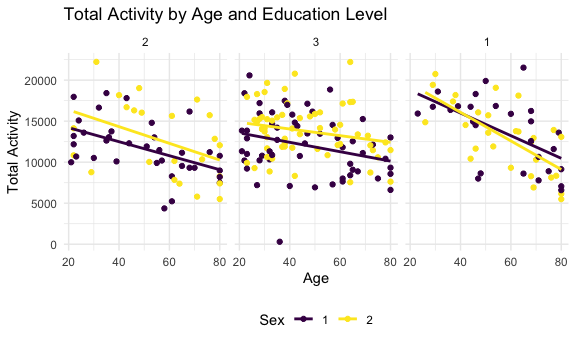 Total Activity by Age and Education Level
2 3 1
Total Activity
20000
15000
10000
5000
0
20 40 60 80 20 40 60 80 20 40 60 80
Age
Sex 1 2